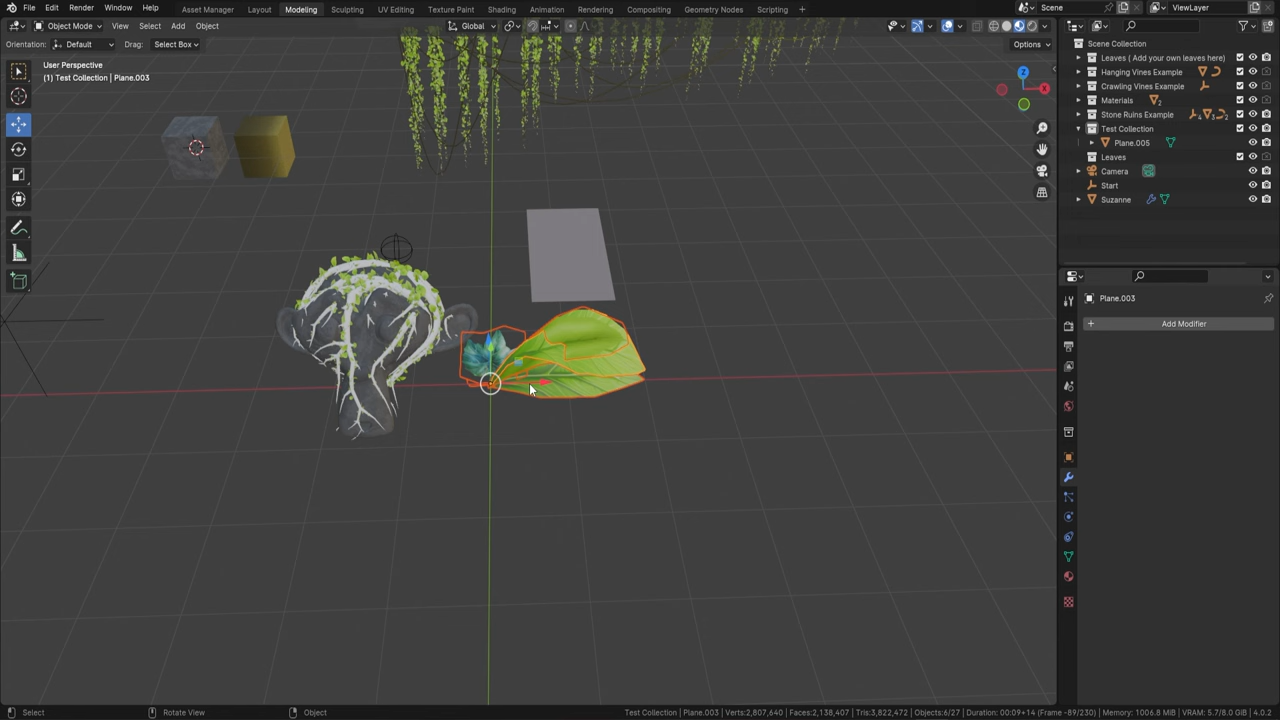 File Edit Render Window Help Asset Manager Layout Modeling Sculpting UV Editing Texture Paint Shading Animation Rendering Compositing Geometry Nodes Scripting + Scene ViewLayer
Object Mode View Select Add Object Global Options
Orientation: Default Drag: Select Box
User Perspective
(1) Test Collection | Plane.003
Z
X
Scene Collection
Leaves ( Add your own leaves here)
Hanging Vines Example
Crawling Vines Example
Materials 2
Stone Ruins Example 4 3 2
Test Collection
Plane.005
Leaves
Camera
Start
Suzanne
Plane.003
+ Add Modifier
Select Rotate View Object Test Collection | Plane.003 | Verts:2,807,640 | Faces:2,138,407 | Tris:3,822,472 | Objects:6/27 | Duration: 00:09+14 (Frame -89/230) | Memory: 1006.8 MiB | VRAM: 5.7/8.0 GiB | 4.0.2